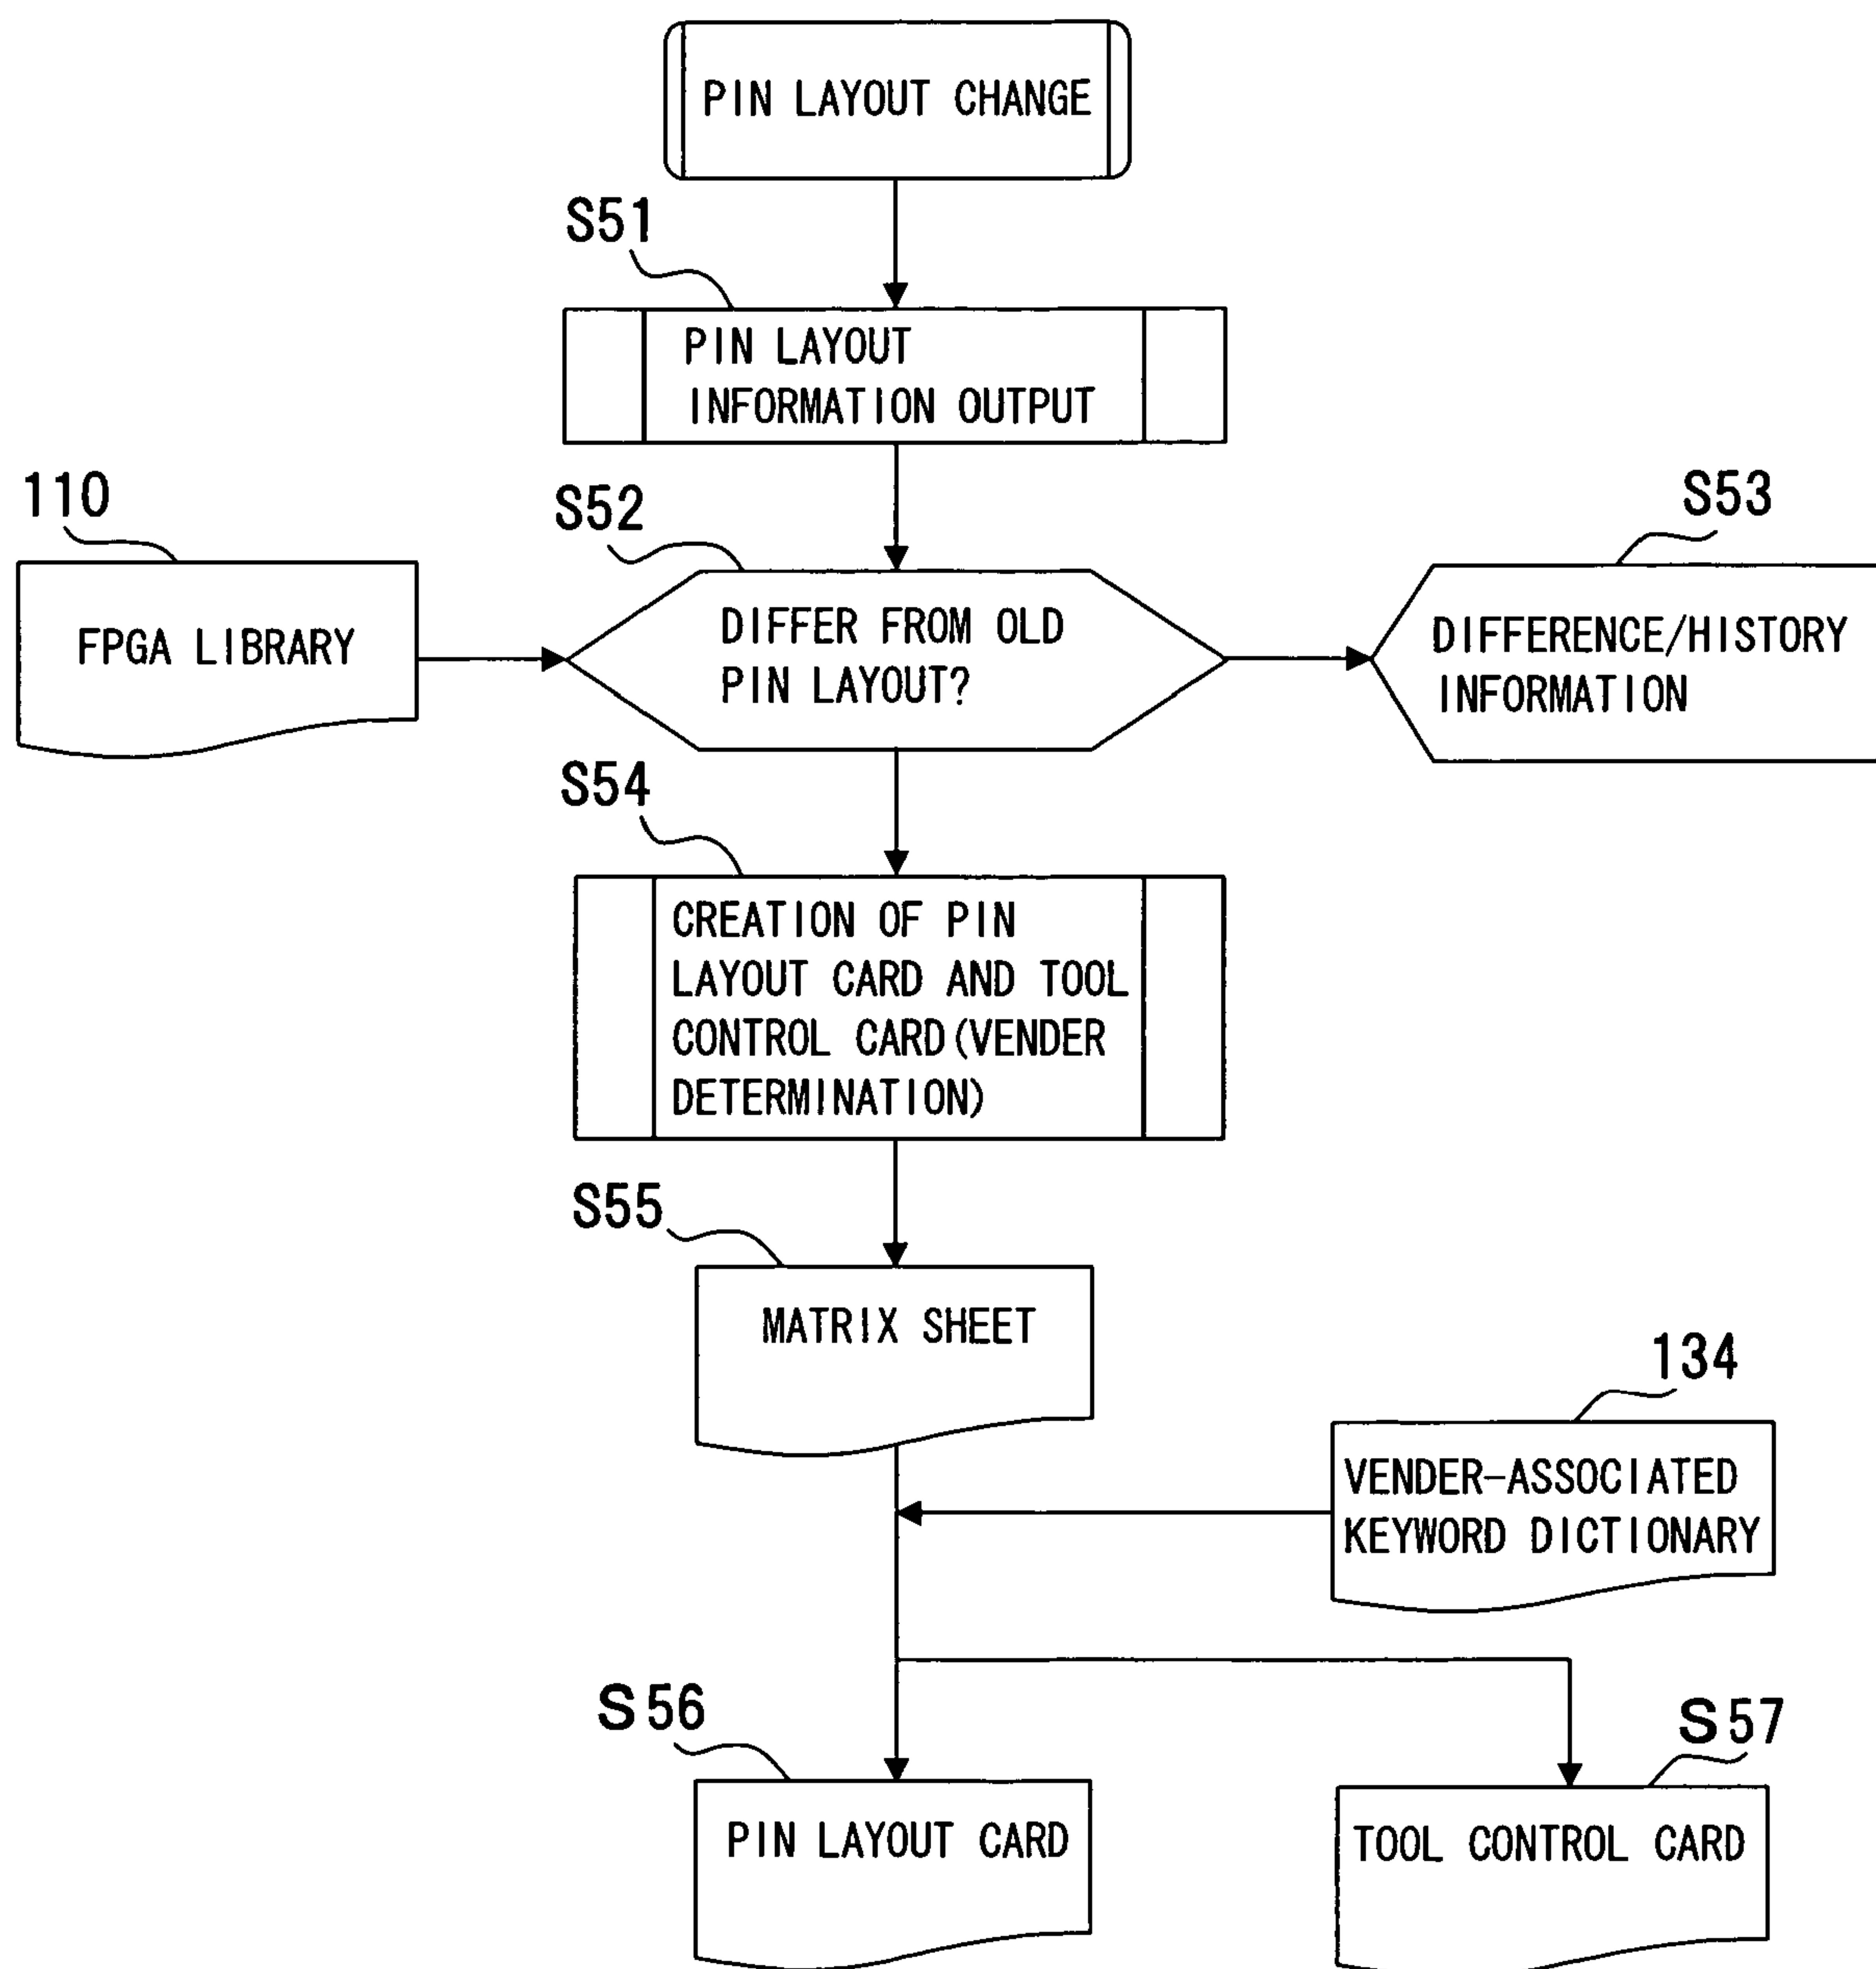 PIN LAYOUT CHANGE
S51
PIN LAYOUT
INFORMATION OUTPUT
110
FPGA LIBRARY
S52
DIFFER FROM OLD
PIN LAYOUT?
S53
DIFFERENCE/HISTORY
INFORMATION
S54
CREATION OF PIN
LAYOUT CARD AND TOOL
CONTROL CARD(VENDER
DETERMINATION)
S55
MATRIX SHEET
134
VENDER-ASSOCIATED
KEYWORD DICTIONARY
S56
PIN LAYOUT CARD
S57
TOOL CONTROL CARD